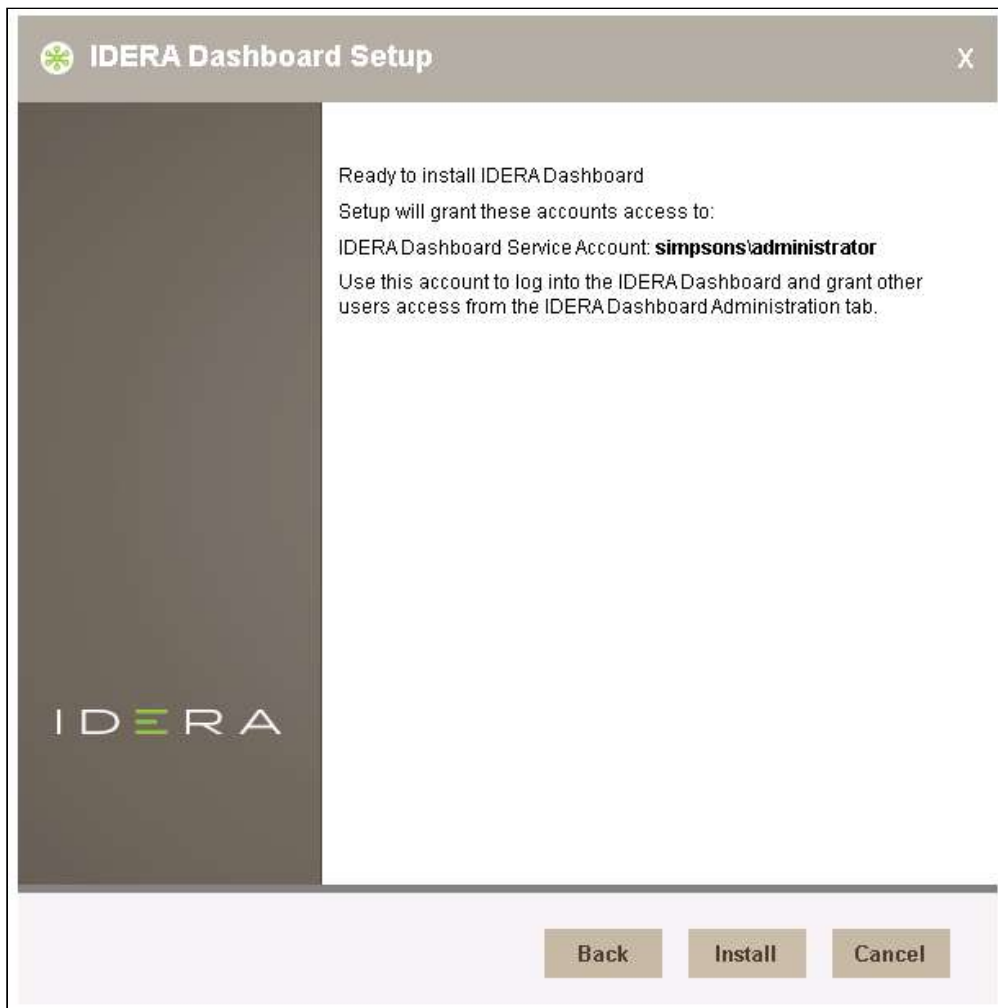 IDERA Dashboard Setup
X
Ready to install IDERA Dashboard
Setup will grant these accounts access to:
IDERA Dashboard Service Account: simpsons\administrator
Use this account to log into the IDERA Dashboard and grant other
users access from the IDERA Dashboard Administration tab.
IDERA
Back
Install
Cancel